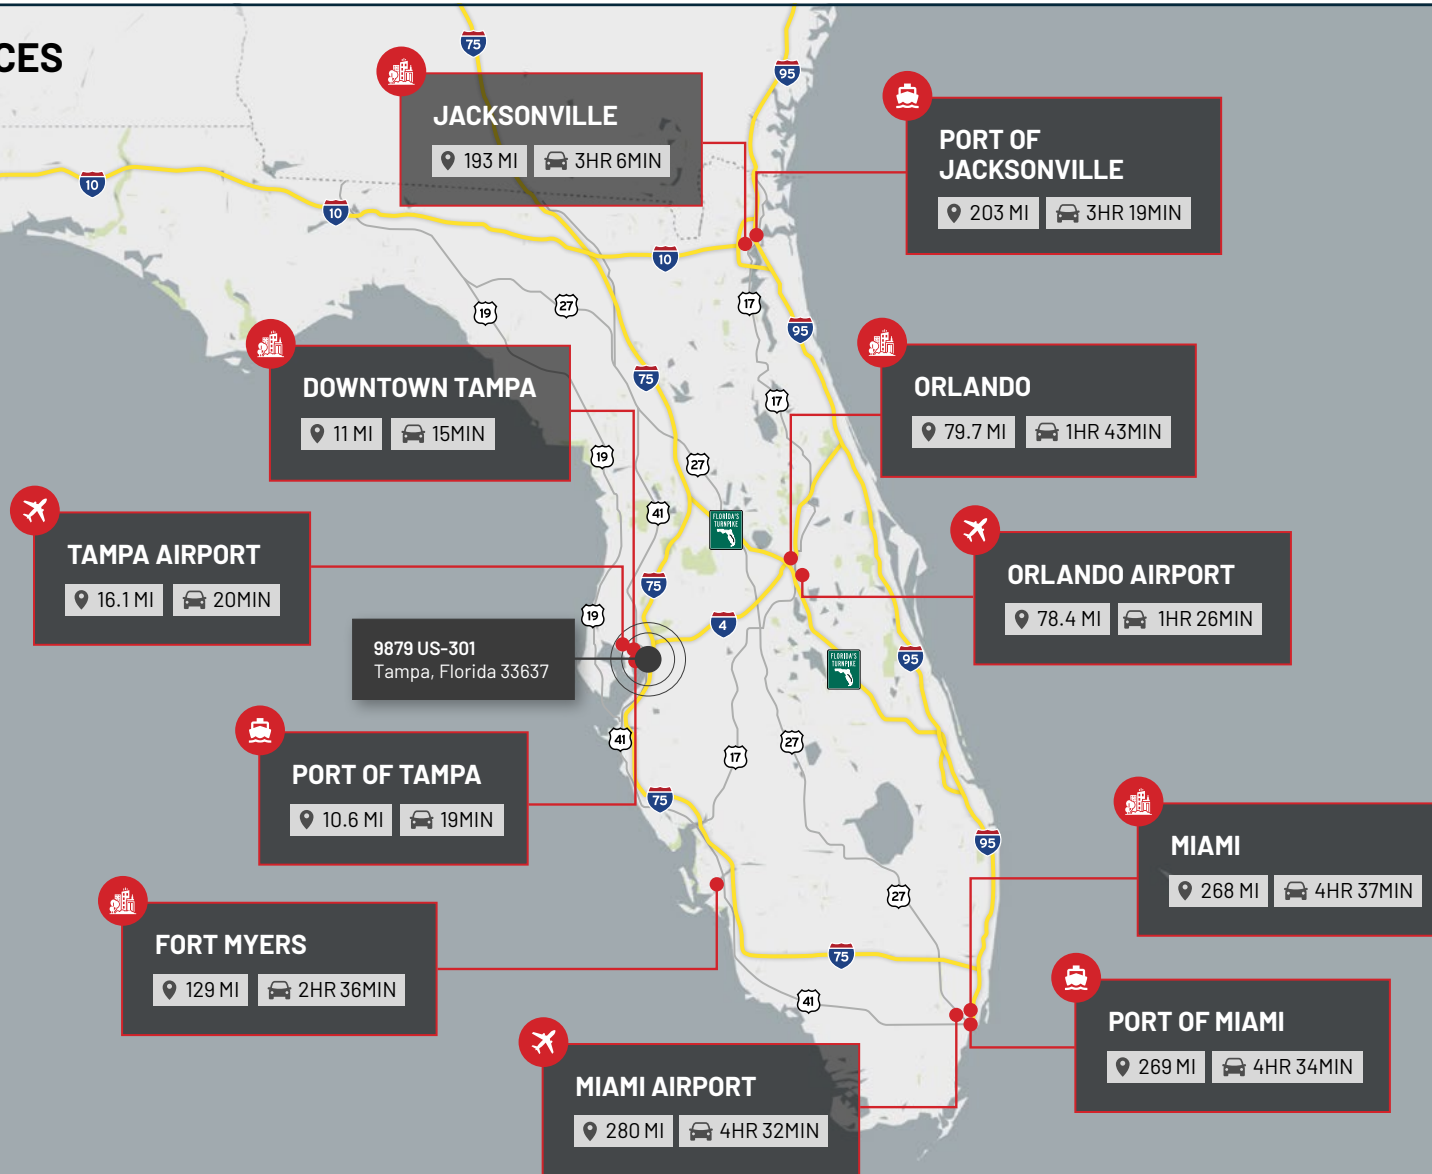 CES
75
95
JACKSONVILLE
193 MI 3HR 6MIN
PORT OF
JACKSONVILLE
203 MI 3HR 19MIN
10
10
10
19
27
17
95
DOWNTOWN TAMPA
11 MI 15MIN
75
17
ORLANDO
79.7 MI 1HR 43MIN
19
27
41
FLORIDA'S
TURNPIKE
TAMPA AIRPORT
16.1 MI 20MIN
75
19
4
ORLANDO AIRPORT
78.4 MI 1HR 26MIN
9879 US-301
Tampa, Florida 33637
FLORIDA'S
TURNPIKE
95
41
17
27
PORT OF TAMPA
10.6 MI 19MIN
75
95
MIAMI
268 MI 4HR 37MIN
27
FORT MYERS
129 MI 2HR 36MIN
75
41
PORT OF MIAMI
269 MI 4HR 34MIN
MIAMI AIRPORT
280 MI 4HR 32MIN